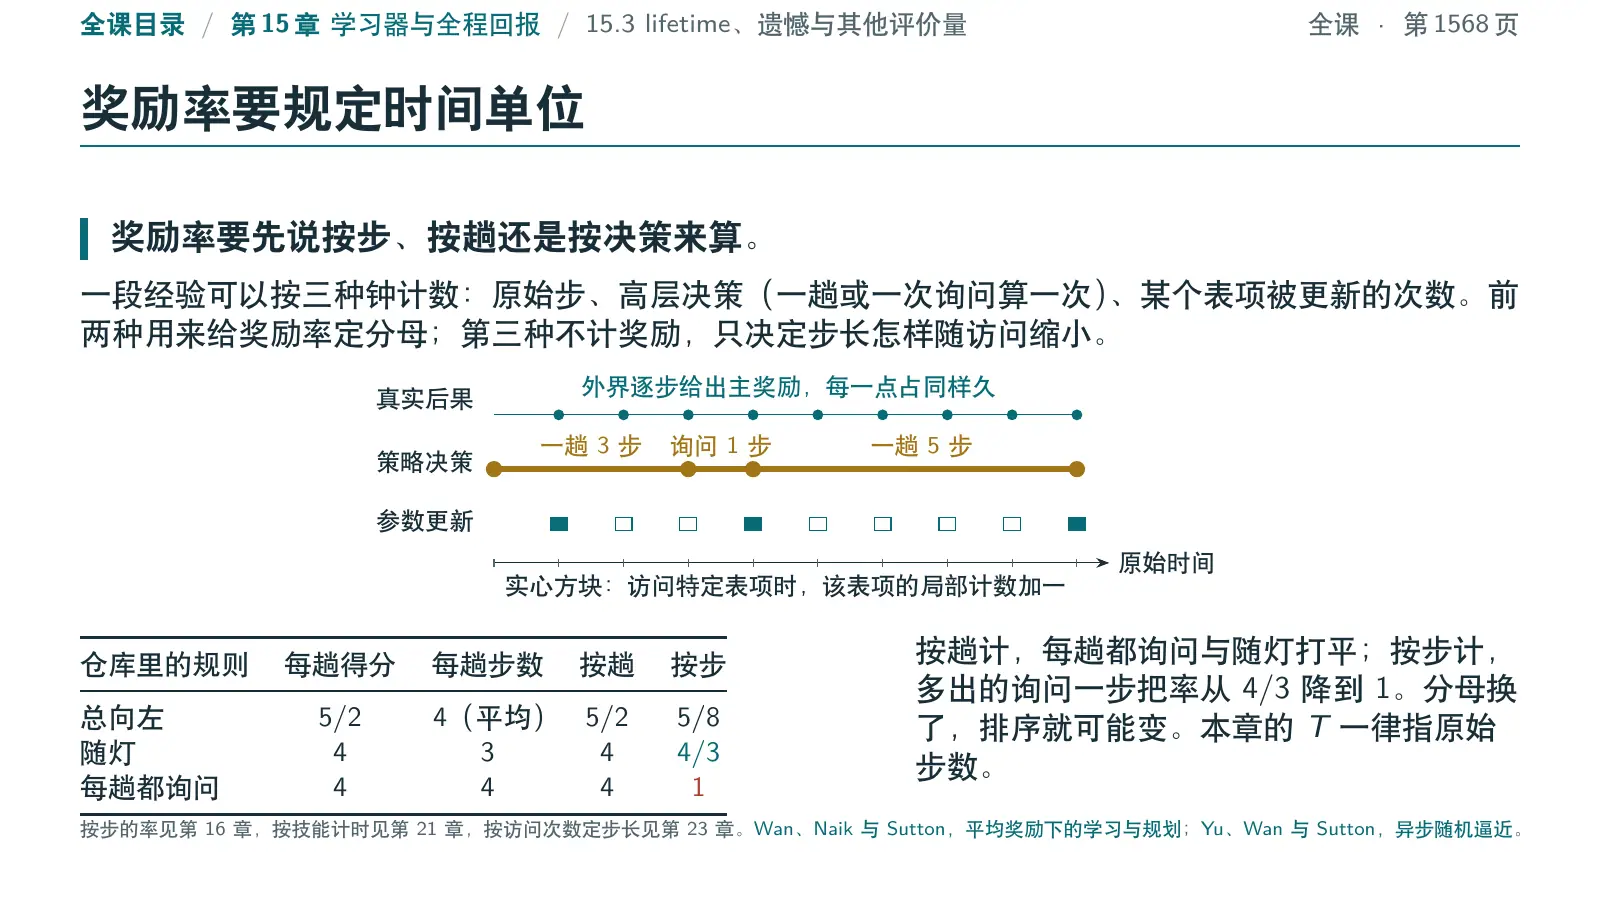 全课目录 / 第15章 学习器与全程回报 / 15.3 lifetime、遗憾与其他评价量
全课 · 第1568页
奖励率要规定时间单位
奖励率要先说按步、按趟还是按决策来算。
一段经验可以按三种钟计数：原始步、高层决策（一趟或一次询问算一次）、某个表项被更新的次数。前
两种用来给奖励率定分母；第三种不计奖励，只决定步长怎样随访问缩小。
外界逐步给出主奖励，每一点占同样久
真实后果
一趟 3 步 询问 1 步 一趟 5 步
策略决策
参数更新
原始时间
实心方块：访问特定表项时，该表项的局部计数加一
仓库里的规则 每趟得分 每趟步数 按趟 按步
总向左 5/2 4（平均） 5/2 5/8
随灯 4 3 4 4/3
每趟都询问 4 4 4 1
按趟计，每趟都询问与随灯打平；按步计，
多出的询问一步把率从 4/3 降到 1。分母换
了，排序就可能变。本章的 T 一律指原始
步数。
按步的率见第 16 章，按技能计时见第 21 章，按访问次数定步长见第 23 章。Wan、Naik 与 Sutton，平均奖励下的学习与规划；Yu、Wan 与 Sutton，异步随机逼近。